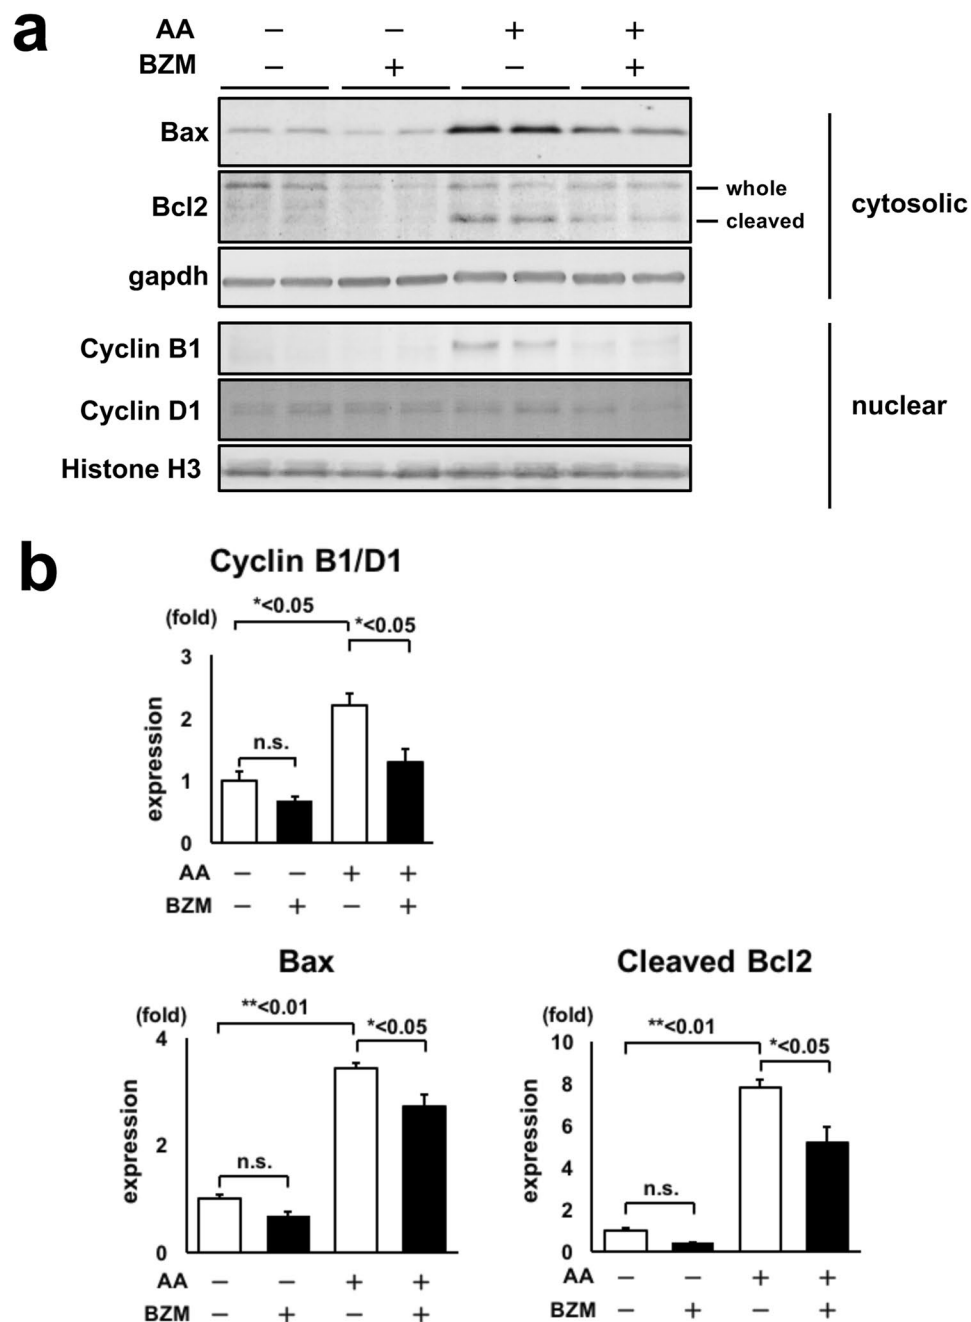 a
AA − − + +
BZM − + − +
Bax
Bcl2
whole
cleaved
cytosolic
gapdh
Cyclin B1
Cyclin D1
nuclear
Histone H3
b
Cyclin B1/D1
(fold)
*<0.05
*<0.05
n.s.
expression
3
2
1
0
AA − − + +
BZM − + − +
Bax
(fold)
**<0.01
*<0.05
n.s.
expression
4
2
0
AA − − + +
BZM − + − +
Cleaved Bcl2
(fold)
**<0.01
*<0.05
n.s.
expression
10
8
6
4
2
0
AA − − + +
BZM − + − +